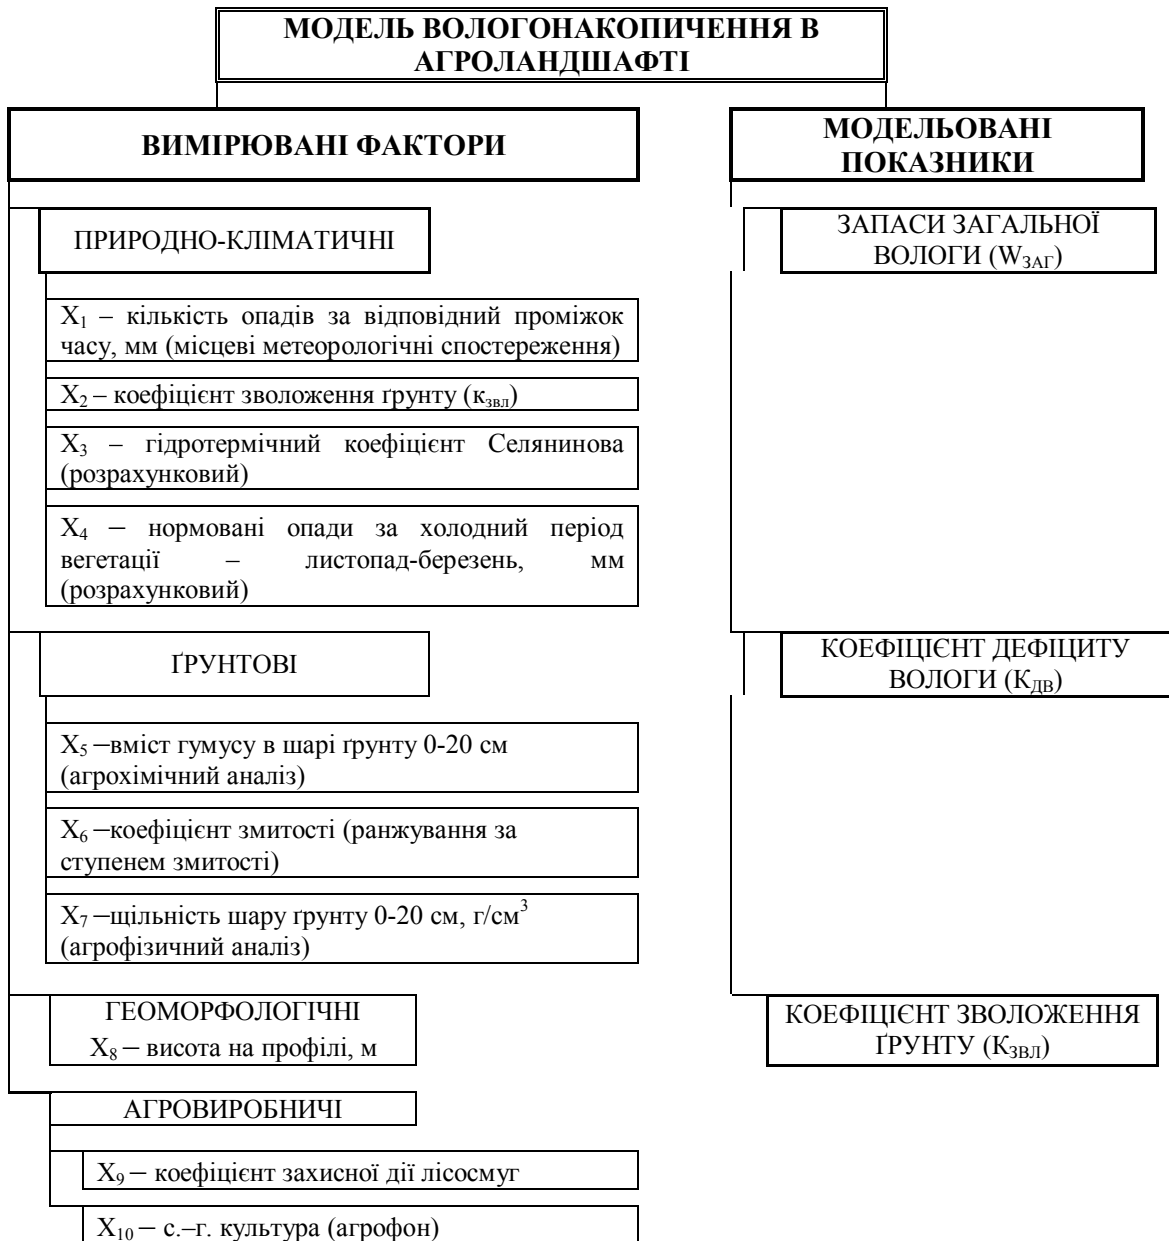 МОДЕЛЬ ВОЛОГОНАКОПИЧЕННЯ В
АГРОЛАНДШАФТІ
ВИМІРЮВАНІ ФАКТОРИ
ПРИРОДНО-КЛІМАТИЧНІ
X₁ – кількість опадів за відповідний проміжок
часу, мм (місцеві метеорологічні спостереження)
X₂ – коефіцієнт зволоження ґрунту (кзвл)
X₃ – гідротермічний коефіцієнт Селянинова
(розрахунковий)
X₄ – нормовані опади за холодний період
вегетації – листопад-березень, мм
(розрахунковий)
ҐРУНТОВІ
X₅ –вміст гумусу в шарі ґрунту 0-20 см
(агрохімічний аналіз)
X₆ –коефіцієнт змитості (ранжування за
ступенем змитості)
X₇ –щільність шару ґрунту 0-20 см, г/см³
(агрофізичний аналіз)
ГЕОМОРФОЛОГІЧНІ
X₈ – висота на профілі, м
АГРОВИРОБНИЧІ
X₉ – коефіцієнт захисної дії лісосмуг
X₁₀ – с.–г. культура (агрофон)
МОДЕЛЬОВАНІ
ПОКАЗНИКИ
ЗАПАСИ ЗАГАЛЬНОЇ
ВОЛОГИ (WЗАГ)
КОЕФІЦІЄНТ ДЕФІЦИТУ
ВОЛОГИ (КДВ)
КОЕФІЦІЄНТ ЗВОЛОЖЕННЯ
ҐРУНТУ (КЗВЛ)